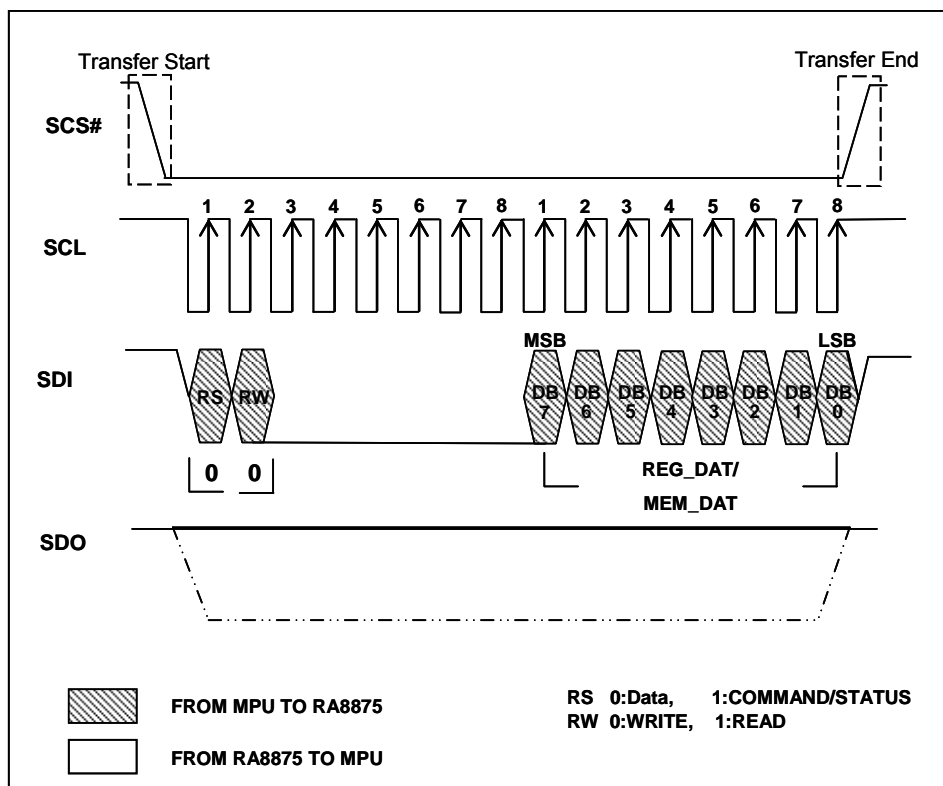 Transfer Start
Transfer End
SCS#
1 2 3 4 5 6 7 8 1 2 3 4 5 6 7 8
SCL
MSB LSB
SDI
RS RW DB 7 DB 6 DB 5 DB 4 DB 3 DB 2 DB 1 DB 0
0 0
REG_DAT/
MEM_DAT
SDO
FROM MPU TO RA8875
FROM RA8875 TO MPU
RS 0:Data, 1:COMMAND/STATUS
RW 0:WRITE, 1:READ